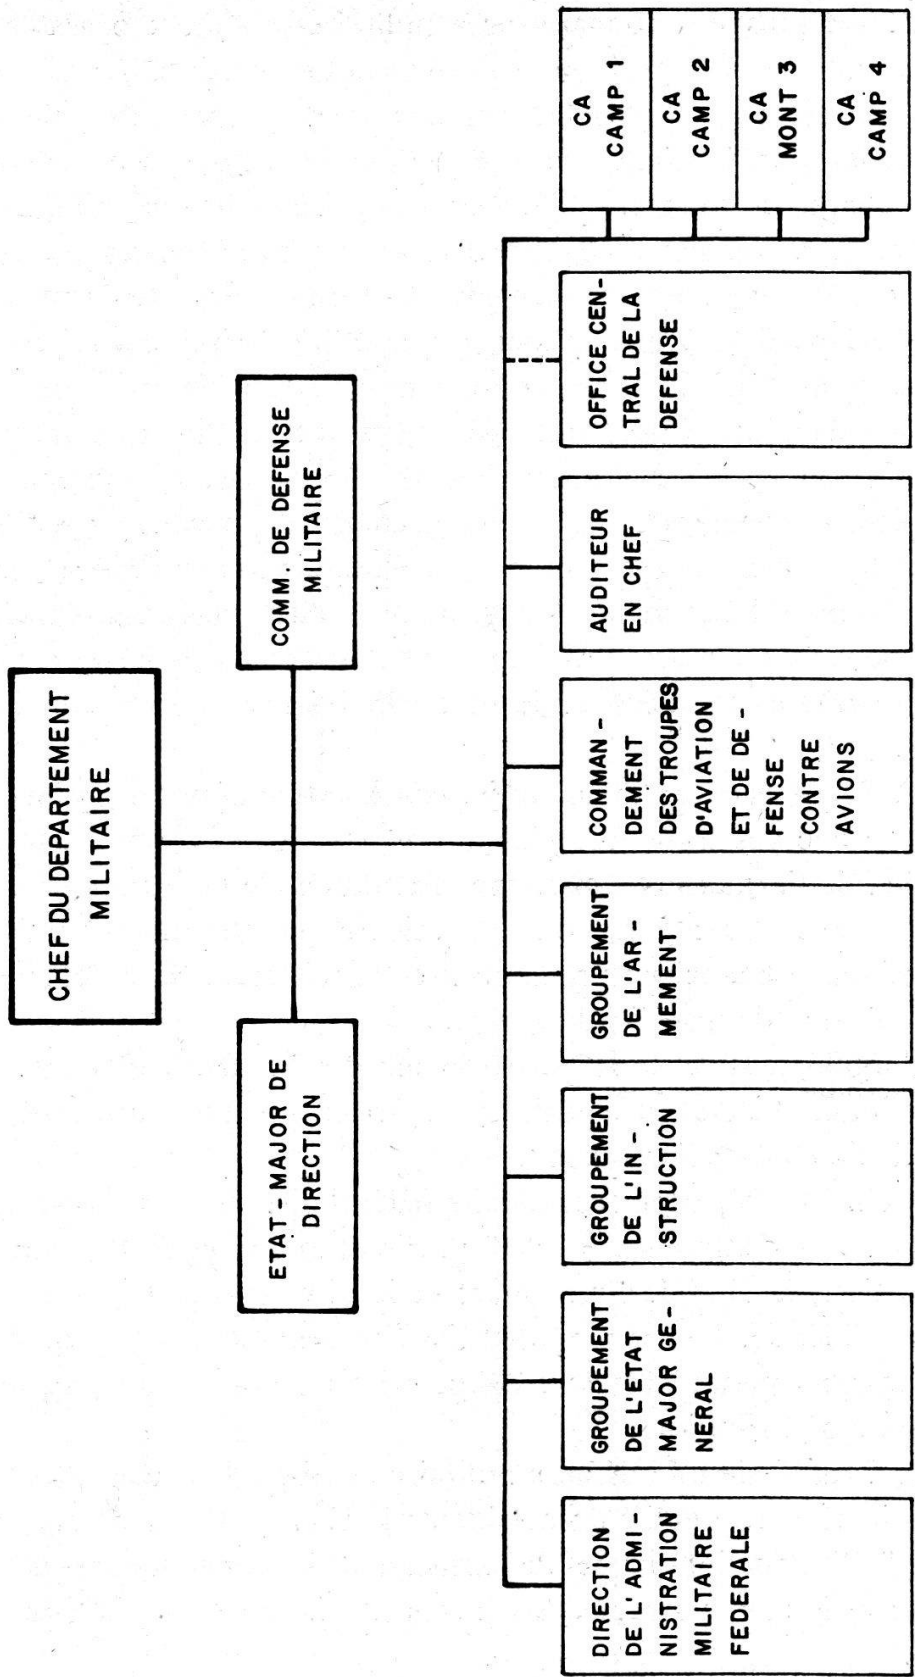 CHEF DU DEPARTEMENT
MILITAIRE
ETAT-MAJOR DE
DIRECTION
COMM. DE DEFENSE
MILITAIRE
DIRECTION
DE L'ADMI-
NISTRATION
MILITAIRE
FEDERALE
GROUPEMENT
DE L'ETAT
MAJOR GE-
NERAL
GROUPEMENT
DE L'IN-
STRUCTION
GROUPEMENT
DE L'AR-
MEMENT
COMMAN-
DEMENT
DES TROUPES
D'AVIATION
ET DE DE-
FENSE
CONTRE
AVIONS
AUDITEUR
EN CHEF
OFFICE CEN-
TRAL DE LA
DEFENSE
CA
CAMP 1
CA
CAMP 2
CA
MONT 3
CA
CAMP 4